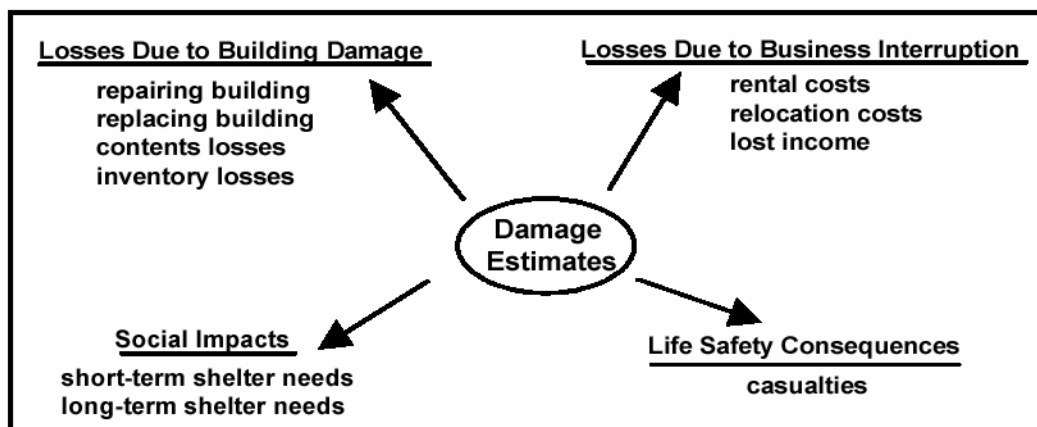 Losses Due to Building Damage
repairing building
replacing building
contents losses
inventory losses
Losses Due to Business Interruption
rental costs
relocation costs
lost income
Damage
Estimates
Social Impacts
short-term shelter needs
long-term shelter needs
Life Safety Consequences
casualties